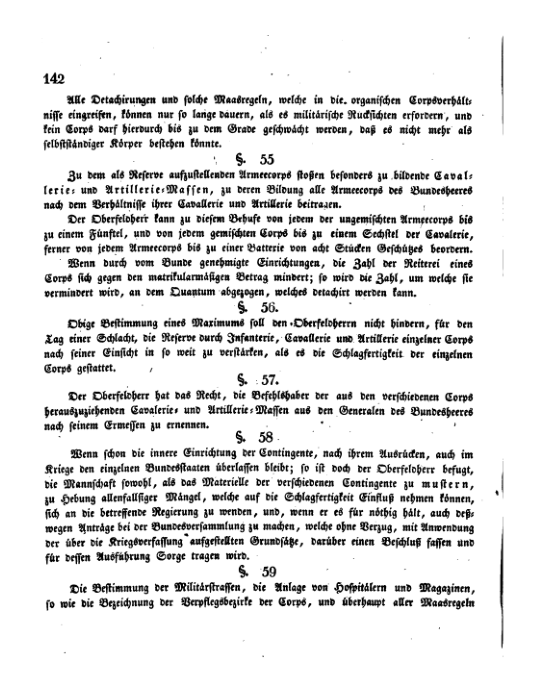 142
Alle Detachirungen und solche Maasregeln, welche in die organischen Corpsverhält-
nisse eingreifen, können nur so lange dauern, als es militärische Rucksichten erfordern, und
kein Corps darf hierdurch bis zu dem Grade geschwächt werden, daß es nicht mehr als
selbstständiger Körper bestehen könnte.
§. 55
Zu dem als Reserve aufzustellenden Armeecorps stoßen besonders zu bildende Caval-
lerie- und Artillerie-Massen, zu deren Bildung alle Armeecorps des Bundesheeres
nach dem Verhältnisse ihrer Cavallerie und Artillerie beitragen.
Der Oberfeldherr kann zu diesem Behufe von jedem der ungemischten Armeecorps bis
zu einem Fünftel, und von jedem gemischten Corps bis zu einem Sechstel der Cavalerie,
ferner von jedem Armeecorps bis zu einer Batterie von acht Stücken Geschützes beordern.
Wenn durch vom Bunde genehmigte Einrichtungen, die Zahl der Reiterei eines
Corps sich gegen den matrikularmäsigen Betrag mindert; so wird die Zahl, um welche sie
vermindert wird, an dem Quantum abgezogen, welches detachirt werden kann.
§. 56.
Obige Bestimmung eines Maximums soll den Oberfeldherrn nicht hindern, für den
Tag einer Schlacht, die Reserve durch Infanterie, Cavallerie und Artillerie einzelner Corps
nach seiner Einsicht in so weit zu verstärken, als es die Schlagfertigkeit der einzelnen
Corps gestattet.
§. 57.
Der Oberfeldherr hat das Recht, die Befehlshaber der aus den verschiedenen Corps
herauszuziehenden Cavalerie- und Artillerie-Massen aus den Generalen des Bundesheeres
nach seinem Ermessen zu ernennen.
§. 58
Wenn schon die innere Einrichtung der Contingente, nach ihrem Ausrücken, auch im
Kriege den einzelnen Bundesstaaten überlassen bleibt; so ist doch der Oberfeldherr befugt,
die Mannschaft sowohl, als das Materielle der verschiedenen Contingente zu mustern,
zu Hebung allenfallsiger Mängel, welche auf die Schlagfertigkeit Einfluß nehmen können,
sich an die betreffende Regierung zu wenden, und, wenn er es für nöthig hält, auch deß-
wegen Anträge bei der Bundesversammlung zu machen, welche ohne Verzug, mit Anwendung
der über die Kriegsverfassung aufgestellten Grundsätze, darüber einen Beschluß fassen und
für dessen Ausführung Sorge tragen wird.
§. 59
Die Bestimmung der Militärstrassen, die Anlage von Hospitälern und Magazinen,
so wie die Bezeichnung der Verpflegsbezirke der Corps, und überhaupt aller Maasregeln